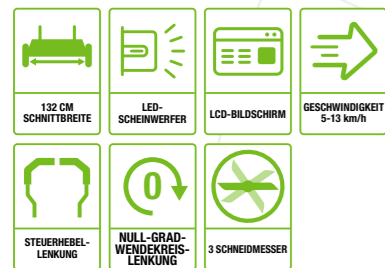 132 CM
SCHNITTBREITE
LED-
SCHEINWERFER
LCD-BILDSCHIRM
GESCHWINDIGKEIT
5-13 km/h
STEUERHEBEL-
LENKUNG
0
NULL-GRAD-
WENDEKREIS-
LENKUNG
3 SCHNEIDMESSER